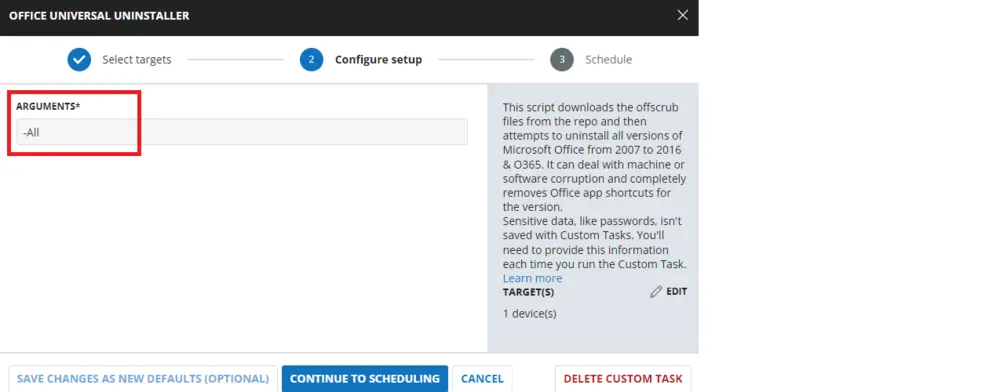 OFFICE UNIVERSAL UNINSTALLER
Select targets
2 Configure setup
3 Schedule
ARGUMENTS*
-All
This script downloads the offscrub
files from the repo and then
attempts to uninstall all versions of
Microsoft Office from 2007 to 2016
& O365. It can deal with machine or
software corruption and completely
removes Office app shortcuts for
the version.
Sensitive data, like passwords, isn't
saved with Custom Tasks. You'll
need to provide this information
each time you run the Custom Task.
Learn more
TARGET(S) EDIT
1 device(s)
SAVE CHANGES AS NEW DEFAULTS (OPTIONAL) CONTINUE TO SCHEDULING CANCEL DELETE CUSTOM TASK